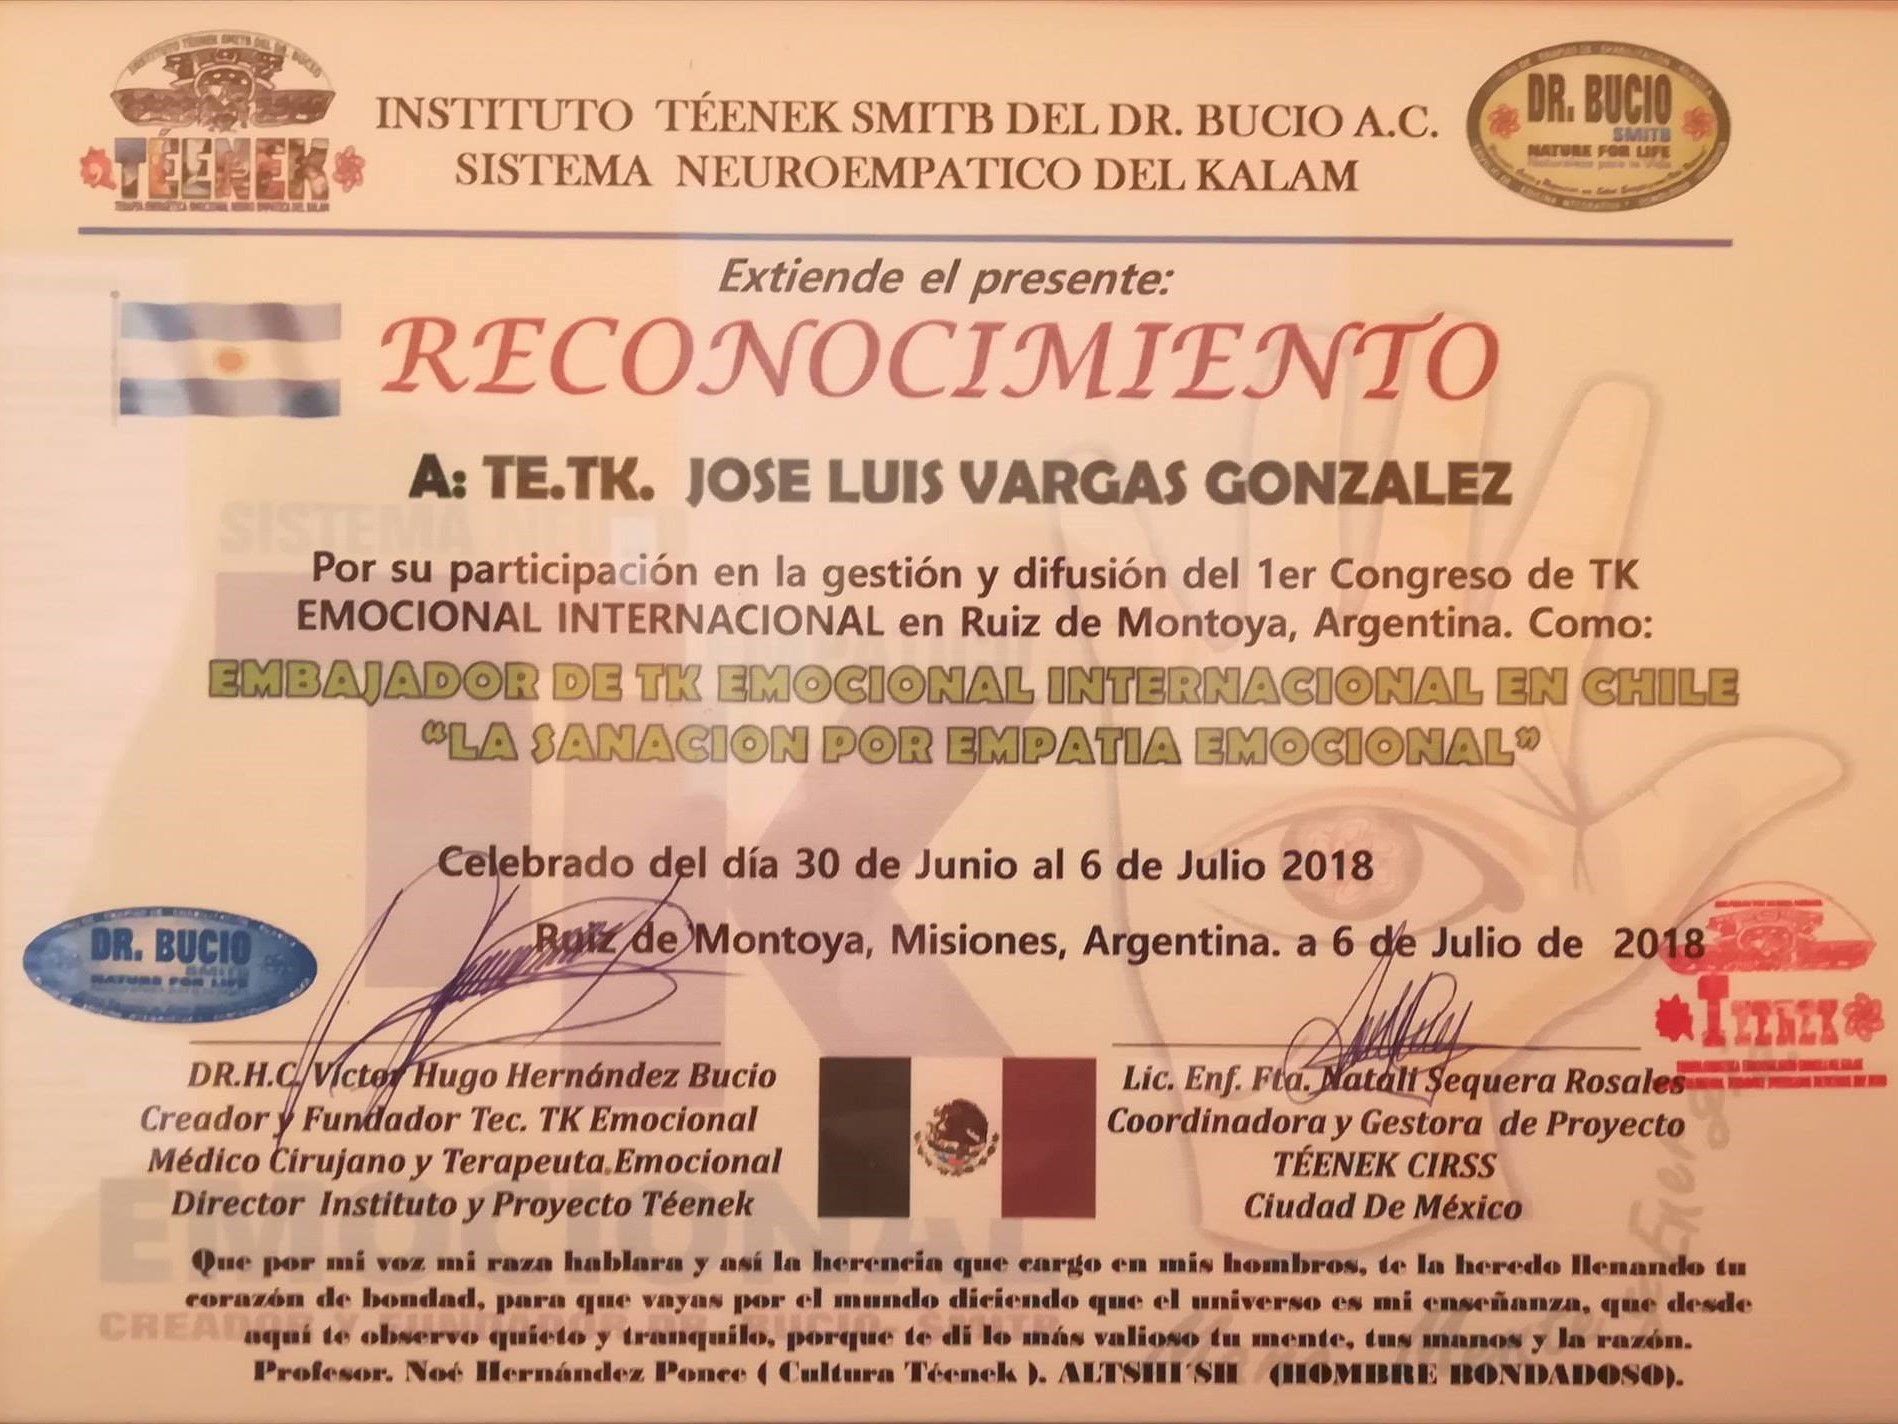 TÉENEK
DR. BUCIO
SMITB
NATURE FOR LIFE
Naturaleza para la Vida
INSTITUTO TÉENEK SMITB DEL DR. BUCIO A.C.
SISTEMA NEUROEMPATICO DEL KALAM
Extiende el presente:
RECONOCIMIENTO
A: TE.TK. JOSE LUIS VARGAS GONZALEZ
Por su participación en la gestión y difusión del 1er Congreso de TK
EMOCIONAL INTERNACIONAL en Ruiz de Montoya, Argentina. Como:
EMBAJADOR DE TK EMOCIONAL INTERNACIONAL EN CHILE
“LA SANACION POR EMPATIA EMOCIONAL”
Celebrado del día 30 de Junio al 6 de Julio 2018
Ruiz de Montoya, Misiones, Argentina. a 6 de Julio de 2018
DR. BUCIO
SMITB
NATURE FOR LIFE
TEENEK
DR.H.C. Víctor Hugo Hernández Bucio
Creador y Fundador Tec. TK Emocional
Médico Cirujano y Terapeuta Emocional
Director Instituto y Proyecto Téenek
Lic. Enf. Fta. Natali Sequera Rosales
Coordinadora y Gestora de Proyecto
TÉENEK CIRSS
Ciudad De México
Que por mi voz mi raza hablara y así la herencia que cargo en mis hombros, te la heredo llenando tu
corazón de bondad, para que vayas por el mundo diciendo que el universo es mi enseñanza, que desde
aquí te observo quieto y tranquilo, porque te di lo más valioso tu mente, tus manos y la razón.
Profesor. Noé Hernández Ponce ( Cultura Téenek ). ALTSHI´SH (HOMBRE BONDADOSO).